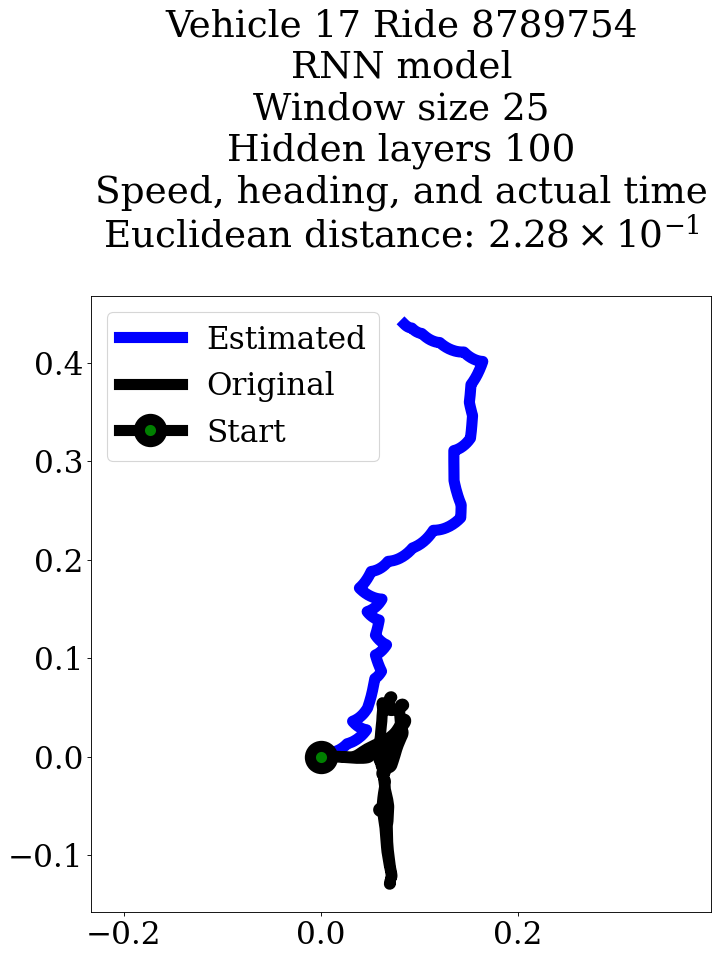 Vehicle 17 Ride 8789754
RNN model
Window size 25
Hidden layers 100
Speed, heading, and actual time
Euclidean distance: 2.28 × 10⁻¹
Estimated
Original
Start
0.4
0.3
0.2
0.1
0.0
−0.1
−0.2
0.0
0.2